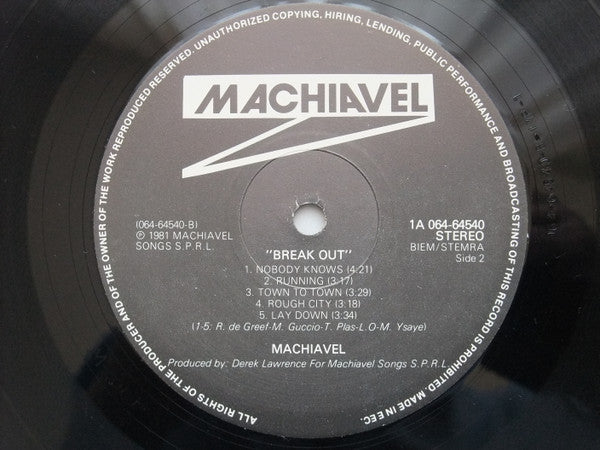 ALL RIGHTS OF THE PRODUCER AND OF THE OWNER OF THE WORK REPRODUCED RESERVED. UNAUTHORIZED COPYING, HIRING, LENDING, PUBLIC PERFORMANCE AND BROADCASTING OF THIS RECORD IS PROHIBITED. MADE IN EEC.
MACHIAVEL
(064-64540-B)
℗ 1981 MACHIAVEL
SONGS S.P.R.L.
1A 064-64540
STEREO
BIEM/STEMRA
Side 2
"BREAK OUT"
1. NOBODY KNOWS (4:21)
2. RUNNING (3:17)
3. TOWN TO TOWN (3:29)
4. ROUGH CITY (3:18)
5. LAY DOWN (3:34)
(1-5: R. de Greef-M. Guccio-T. Plas-L.O-M. Ysaye)
MACHIAVEL
Produced by: Derek Lawrence For Machiavel Songs S.P.R.L.